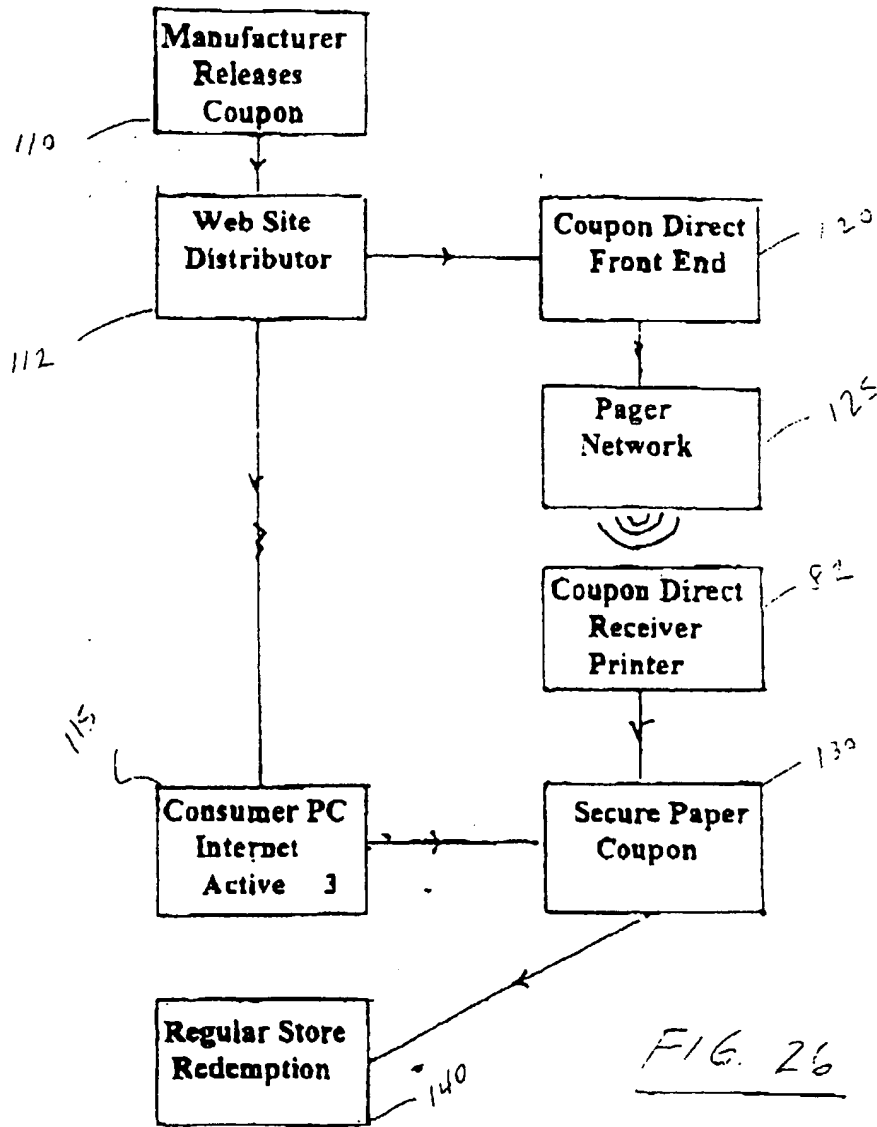 Manufacturer
Releases
Coupon
110
Web Site
Distributor
112
Coupon Direct
Front End
120
Pager
Network
125
Coupon Direct
Receiver
Printer
82
115
Consumer PC
Internet
Active 3
Secure Paper
Coupon
130
Regular Store
Redemption
140
FIG. 26